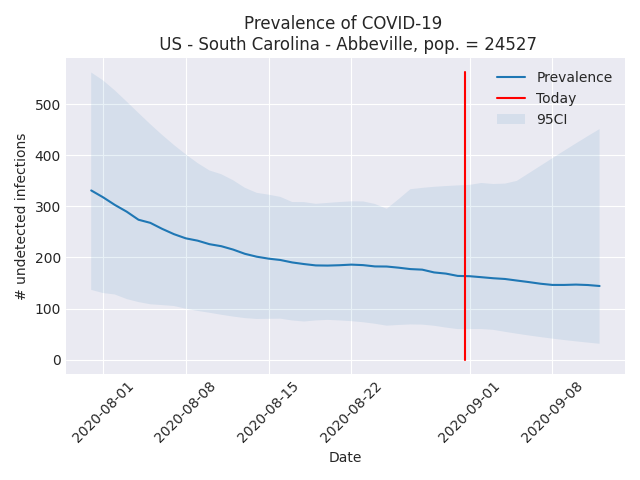 Prevalence of COVID-19
US - South Carolina - Abbeville, pop. = 24527
Prevalence
Today
95CI
# undetected infections
500
400
300
200
100
0
2020-08-01
2020-08-08
2020-08-15
2020-08-22
2020-09-01
2020-09-08
Date